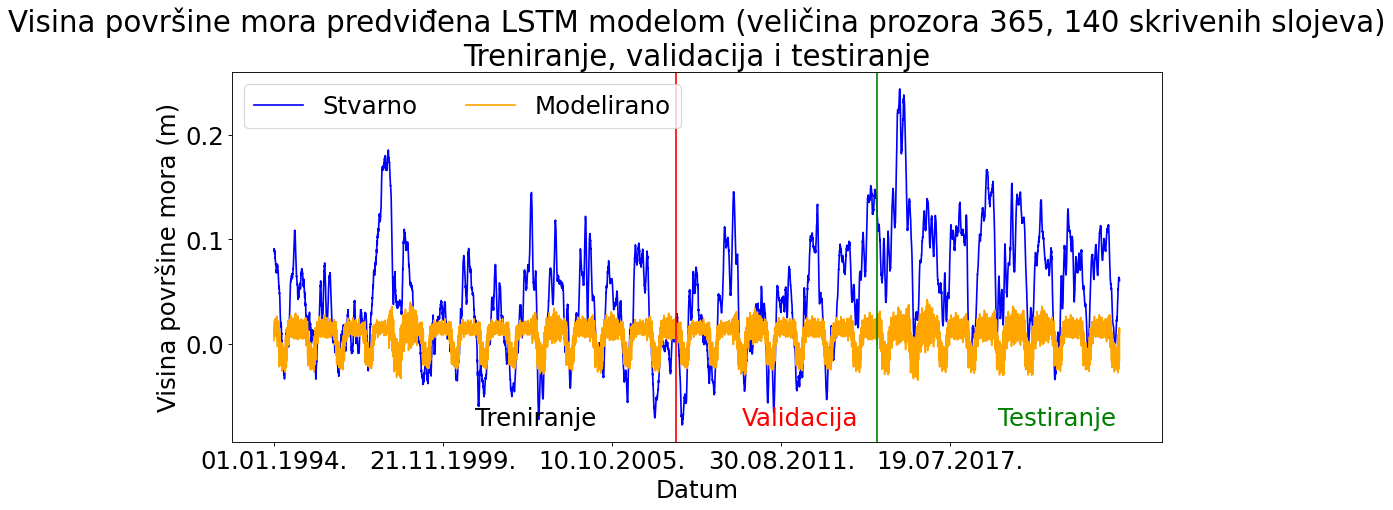 Visina površine mora predviđena LSTM modelom (veličina prozora 365, 140 skrivenih slojeva)
Treniranje, validacija i testiranje
Stvarno
Modelirano
Visina površine mora (m)
0.2
0.1
0.0
Treniranje
Validacija
Testiranje
01.01.1994.
21.11.1999.
10.10.2005.
30.08.2011.
19.07.2017.
Datum